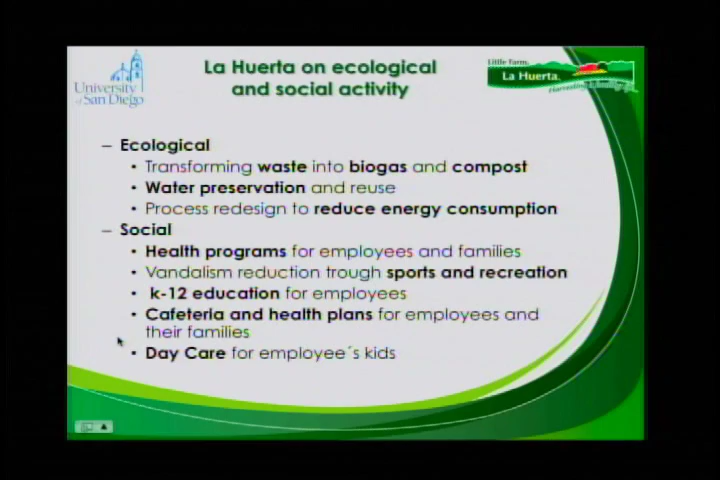 University
of San Diego
La Huerta on ecological
and social activity
Little Farm.
La Huerta.
– Ecological
• Transforming waste into biogas and compost
• Water preservation and reuse
• Process redesign to reduce energy consumption
– Social
• Health programs for employees and families
• Vandalism reduction trough sports and recreation
• k-12 education for employees
• Cafeteria and health plans for employees and
their families
• Day Care for employee´s kids